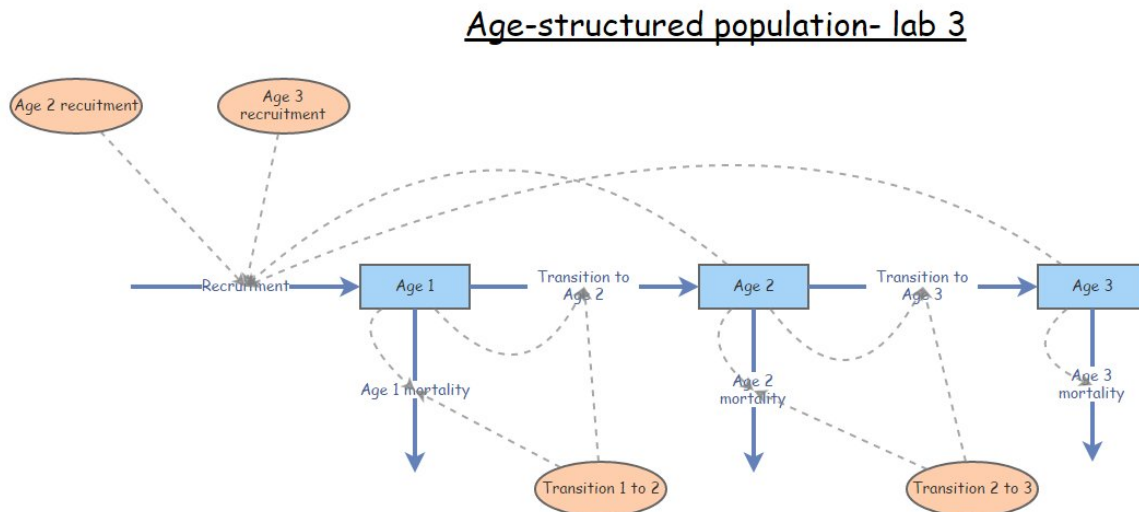 Age-structured population- lab 3
Age 2 recuitment
Age 3
recruitment
Recruitment
Age 1
Transition to
Age 2
Age 2
Transition to
Age 3
Age 3
Age 1 mortality
Age 2
mortality
Age 3
mortality
Transition 1 to 2
Transition 2 to 3